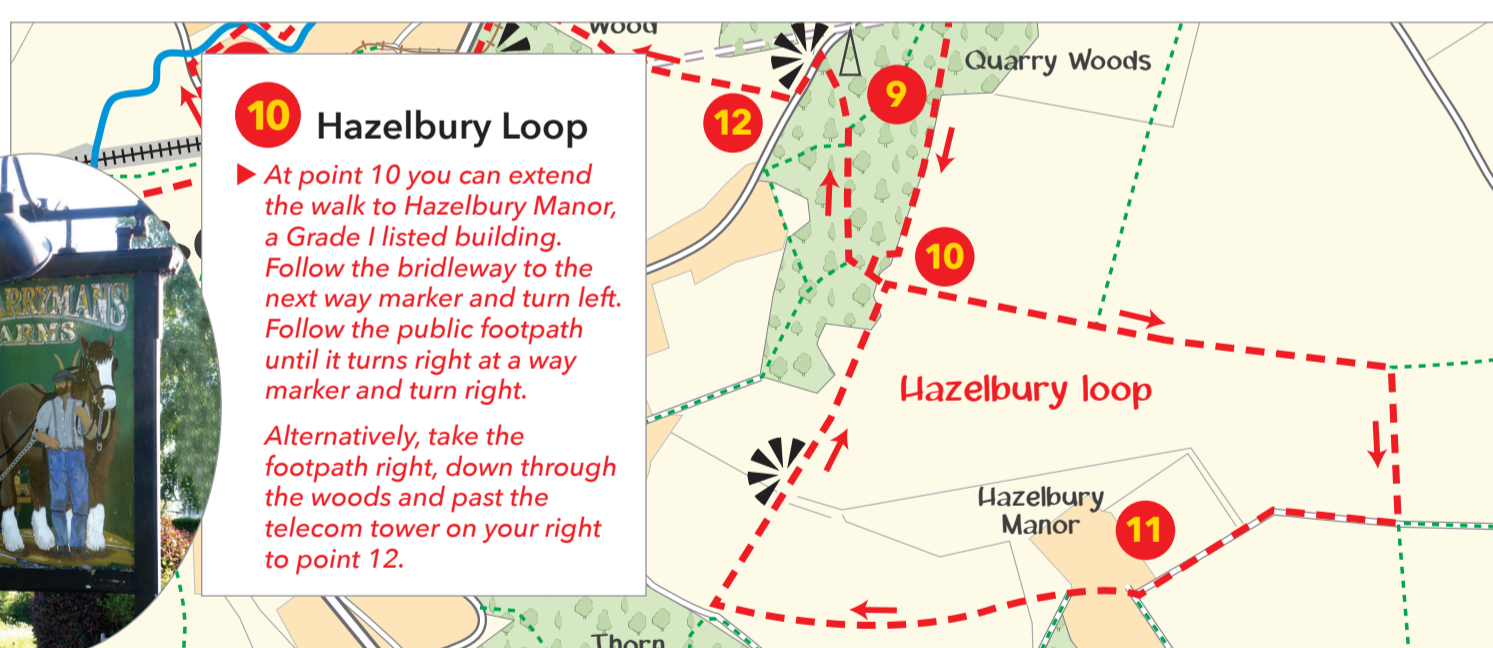 Wood
Quarry Woods
9
12
10
Hazelbury Loop
▶ At point 10 you can extend
the walk to Hazelbury Manor,
a Grade I listed building.
Follow the bridleway to the
next way marker and turn left.
Follow the public footpath
until it turns right at a way
marker and turn right.
Alternatively, take the
footpath right, down through
the woods and past the
telecom tower on your right
to point 12.
10
Hazelbury loop
Hazelbury
Manor
11
Thorn
ARRYMANS
ARMS